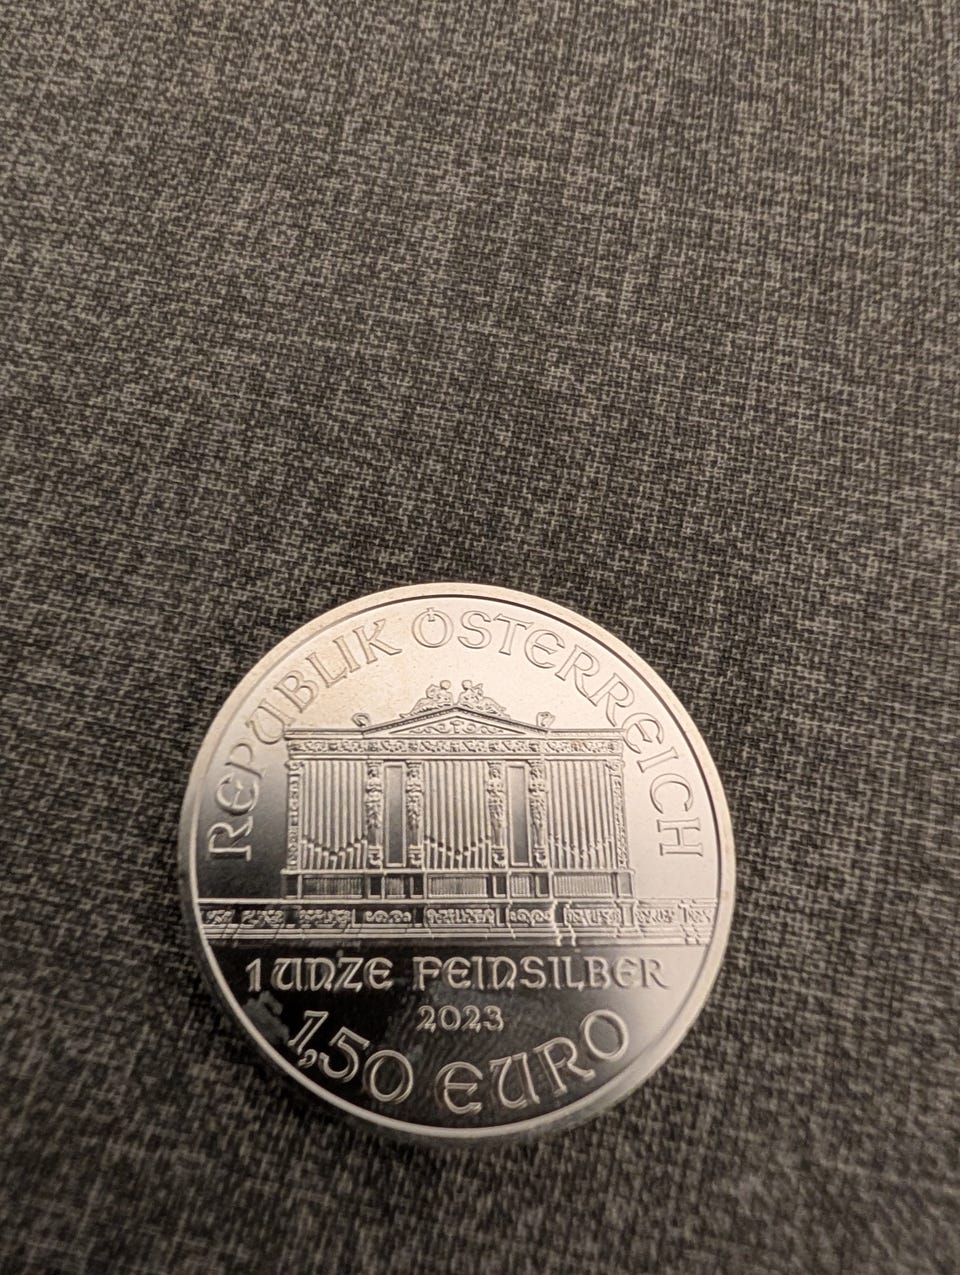 REPUBLIK ÖSTERREICH
1 UNZE FEINSILBER
2023
1,50 EURO